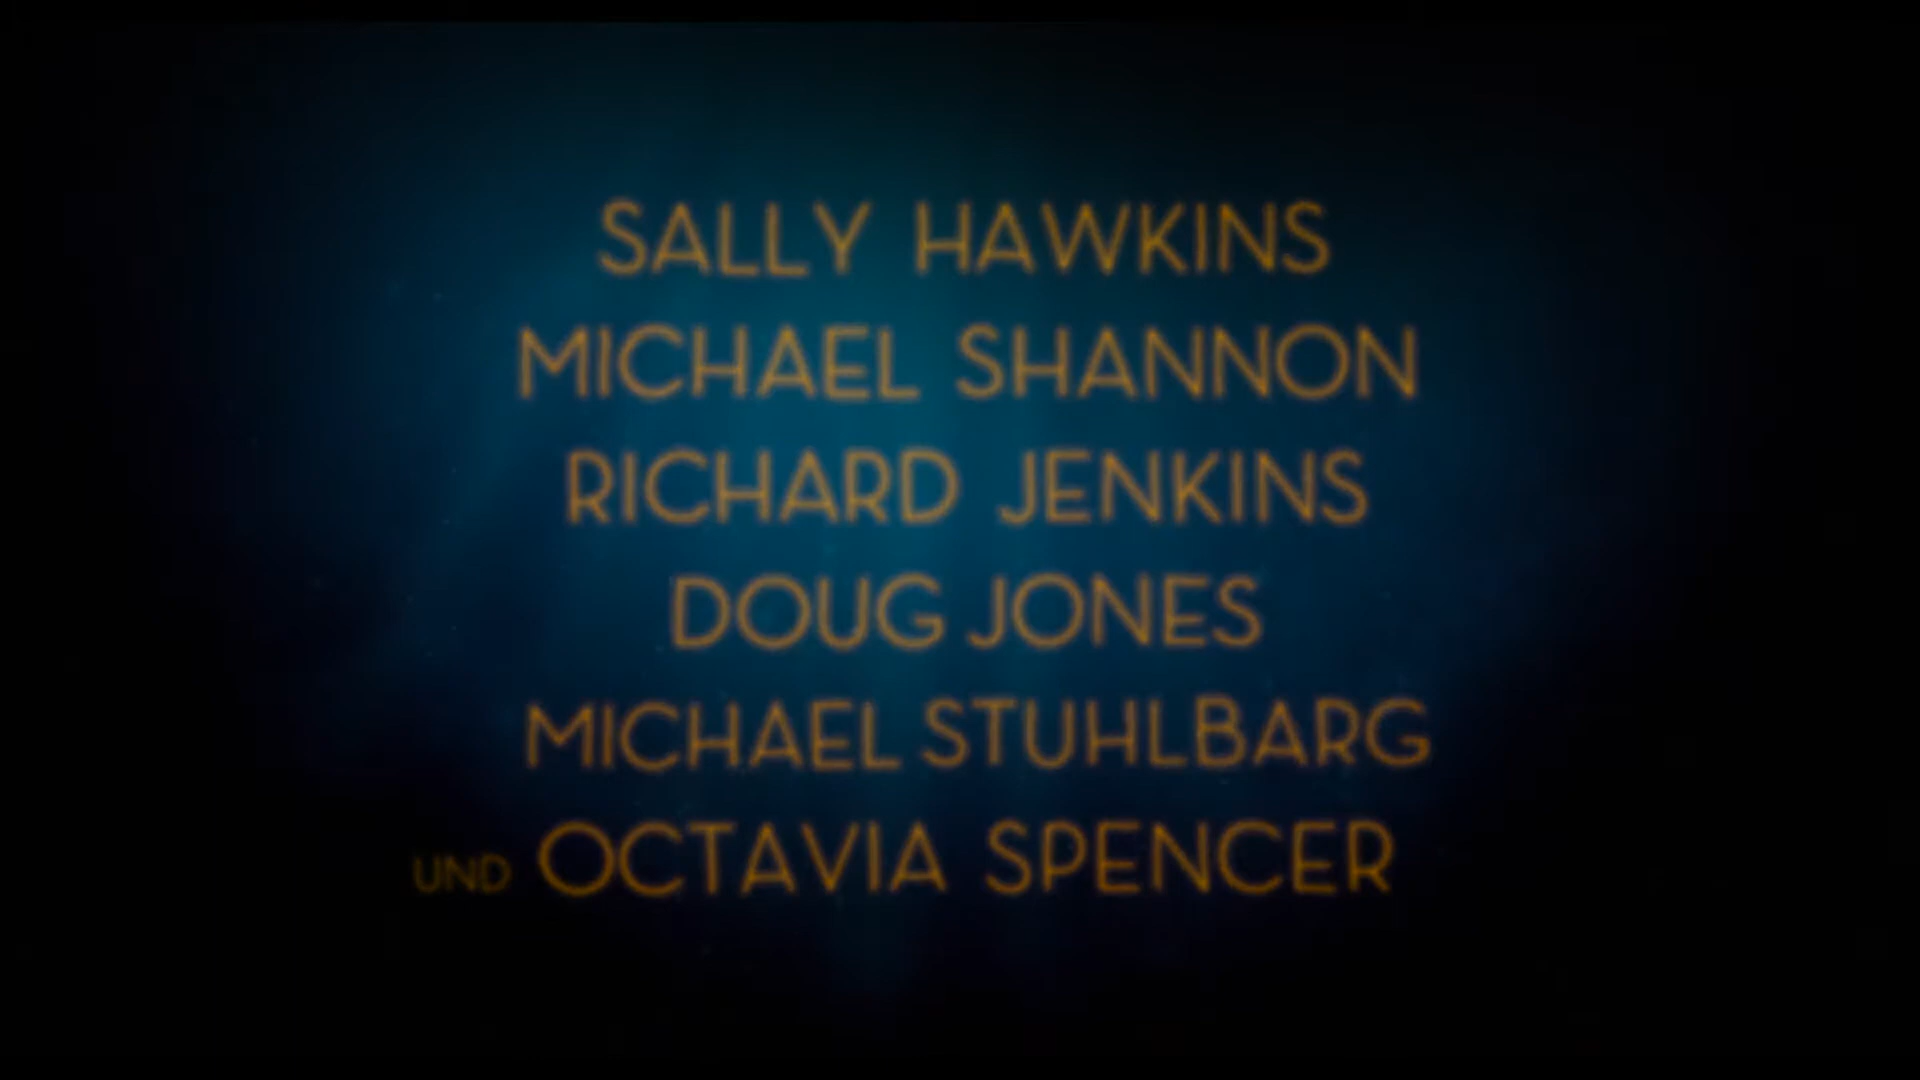 SALLY HAWKINS
MICHAEL SHANNON
RICHARD JENKINS
DOUG JONES
MICHAEL STUHLBARG
UND OCTAVIA SPENCER